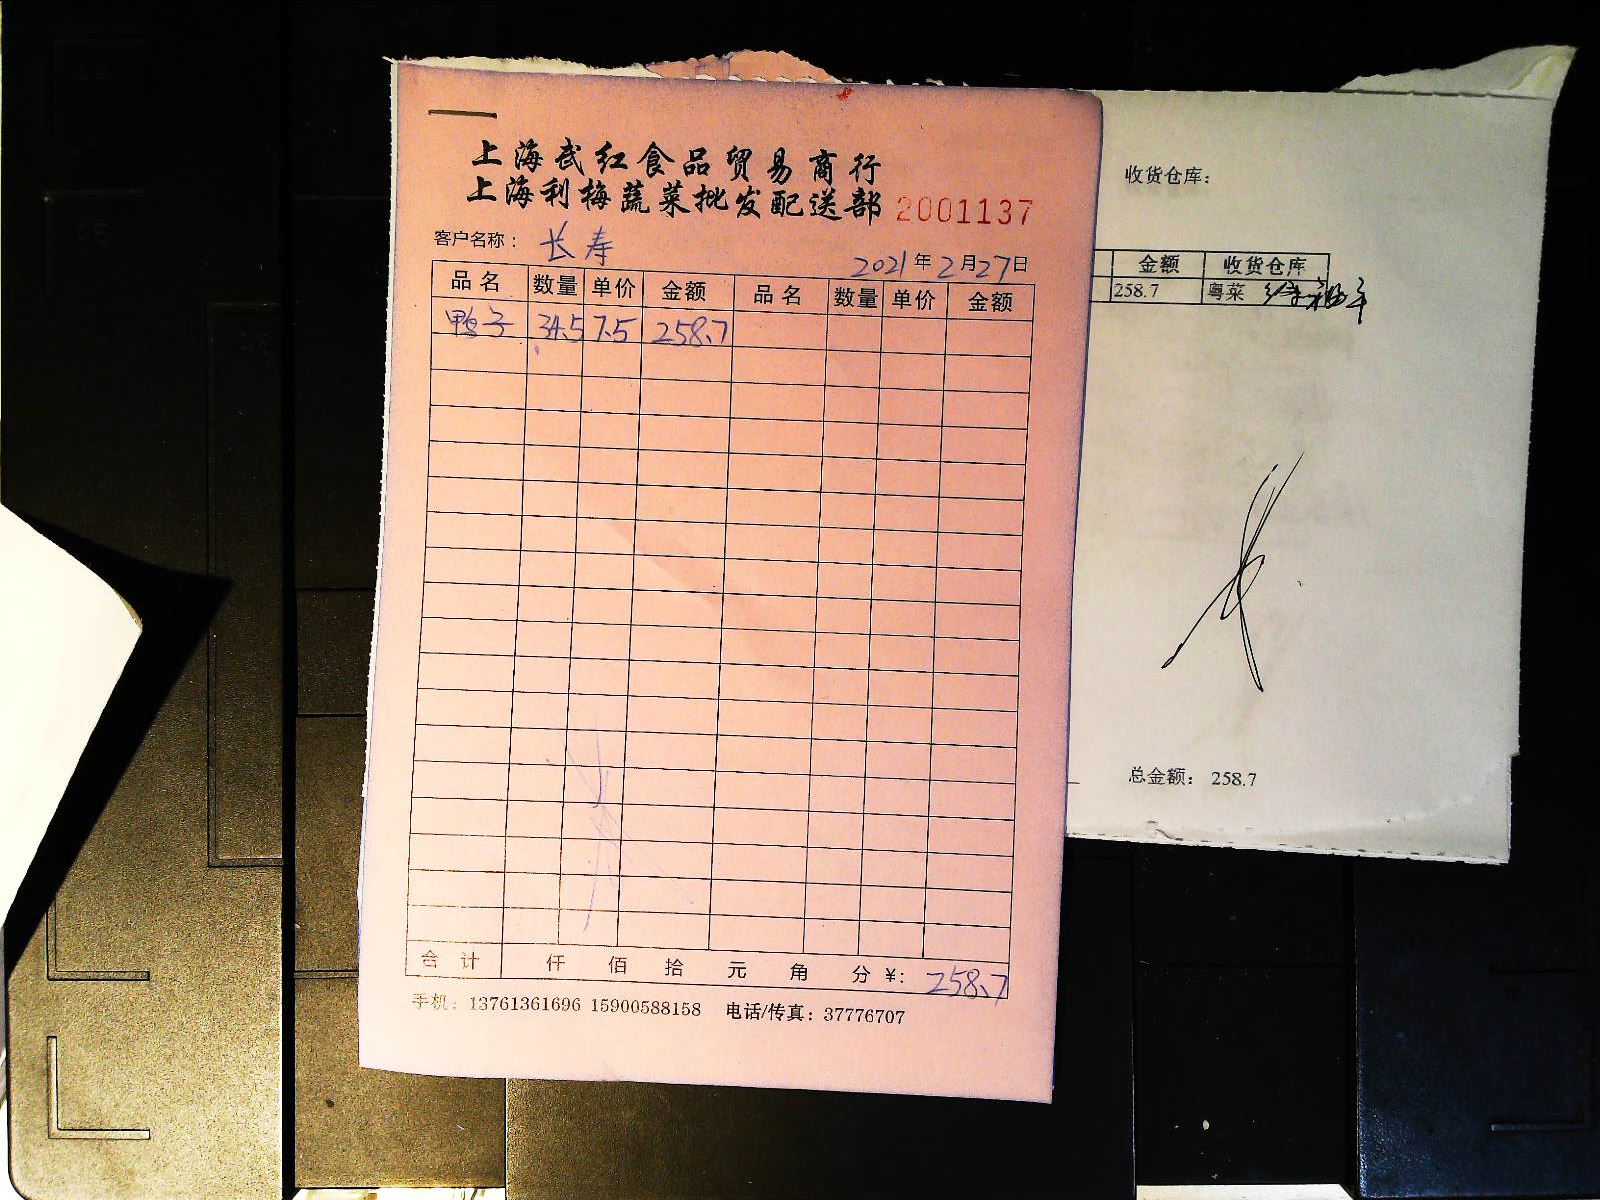 上海武红食品贸易商行
上海利梅蔬菜批发配送部 2001137
客户名称： 长寿
2021年2月27日
品名 数量 单价 金额 品名 数量 单价 金额
鸭子 34.5 7.5 258.7
合计 仟 佰 拾 元 角 分 ¥: 258.7
手机：13761361696 15900588158 电话/传真：37776707
收货仓库：
金额 收货仓库
258.7 粤菜
总金额： 258.7